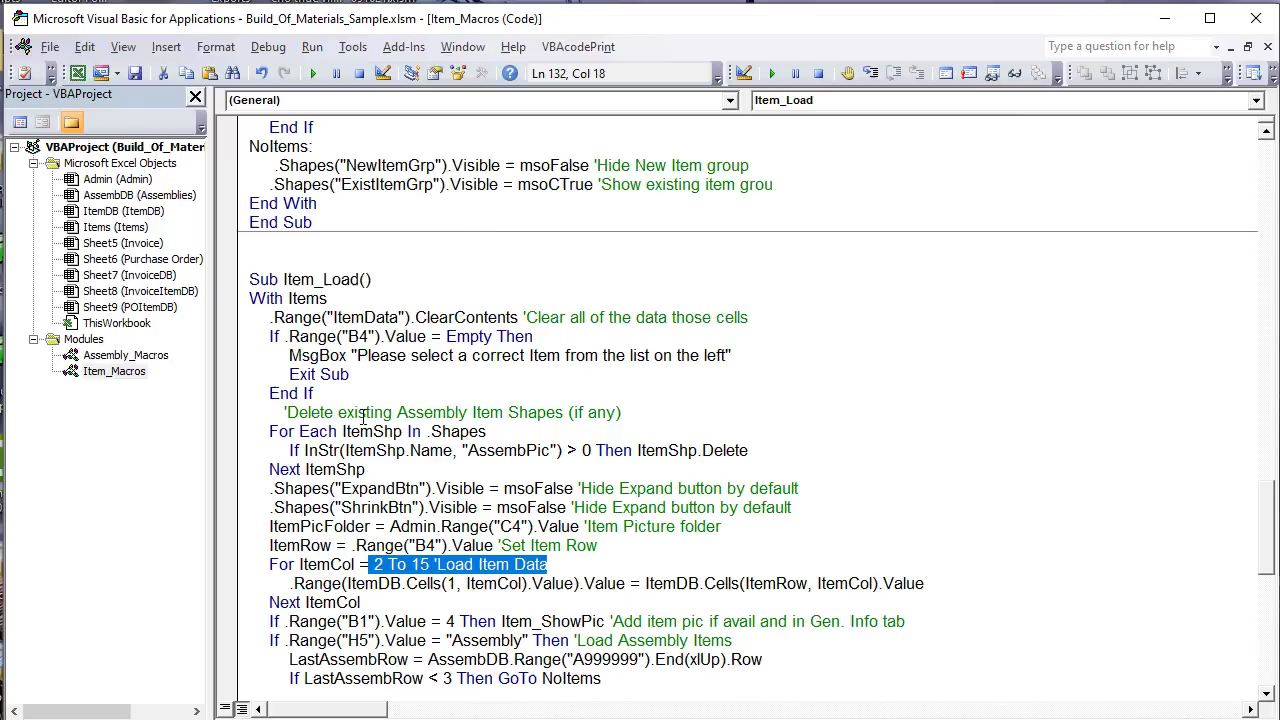 Microsoft Visual Basic for Applications - Build_Of_Materials_Sample.xlsm - [Item_Macros (Code)]
File Edit View Insert Format Debug Run Tools Add-Ins Window Help VBAcodePrint Type a question for help
Ln 132, Col 18
Project - VBAProject
(General) Item_Load
VBAProject (Build_Of_Mater
Microsoft Excel Objects
Admin (Admin)
AssembDB (Assemblies)
ItemDB (ItemDB)
Items (Items)
Sheet5 (Invoice)
Sheet6 (Purchase Order)
Sheet7 (InvoiceDB)
Sheet8 (InvoiceItemDB)
Sheet9 (POItemDB)
ThisWorkbook
Modules
Assembly_Macros
Item_Macros
End If
NoItems:
.Shapes("NewItemGrp").Visible = msoFalse 'Hide New Item group
.Shapes("ExistItemGrp").Visible = msoCTrue 'Show existing item grou
End With
End Sub
Sub Item_Load()
With Items
.Range("ItemData").ClearContents 'Clear all of the data those cells
If .Range("B4").Value = Empty Then
MsgBox "Please select a correct Item from the list on the left"
Exit Sub
End If
'Delete existing Assembly Item Shapes (if any)
For Each ItemShp In .Shapes
If InStr(ItemShp.Name, "AssembPic") > 0 Then ItemShp.Delete
Next ItemShp
.Shapes("ExpandBtn").Visible = msoFalse 'Hide Expand button by default
.Shapes("ShrinkBtn").Visible = msoFalse 'Hide Expand button by default
ItemPicFolder = Admin.Range("C4").Value 'Item Picture folder
ItemRow = .Range("B4").Value 'Set Item Row
For ItemCol = 2 To 15 'Load Item Data
.Range(ItemDB.Cells(1, ItemCol).Value).Value = ItemDB.Cells(ItemRow, ItemCol).Value
Next ItemCol
If .Range("B1").Value = 4 Then Item_ShowPic 'Add item pic if avail and in Gen. Info tab
If .Range("H5").Value = "Assembly" Then 'Load Assembly Items
LastAssembRow = AssembDB.Range("A999999").End(xlUp).Row
If LastAssembRow < 3 Then GoTo NoItems